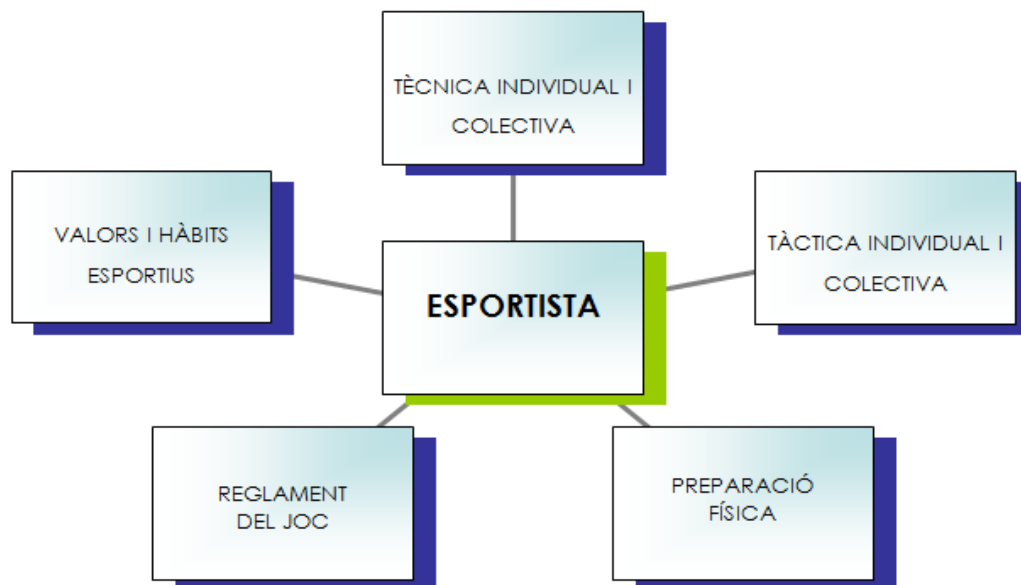 TÈCNICA INDIVIDUAL I
COLECTIVA
VALORS I HÀBITS
ESPORTIUS
TÀCTICA INDIVIDUAL I
COLECTIVA
ESPORTISTA
REGLAMENT
DEL JOC
PREPARACIÓ
FÍSICA